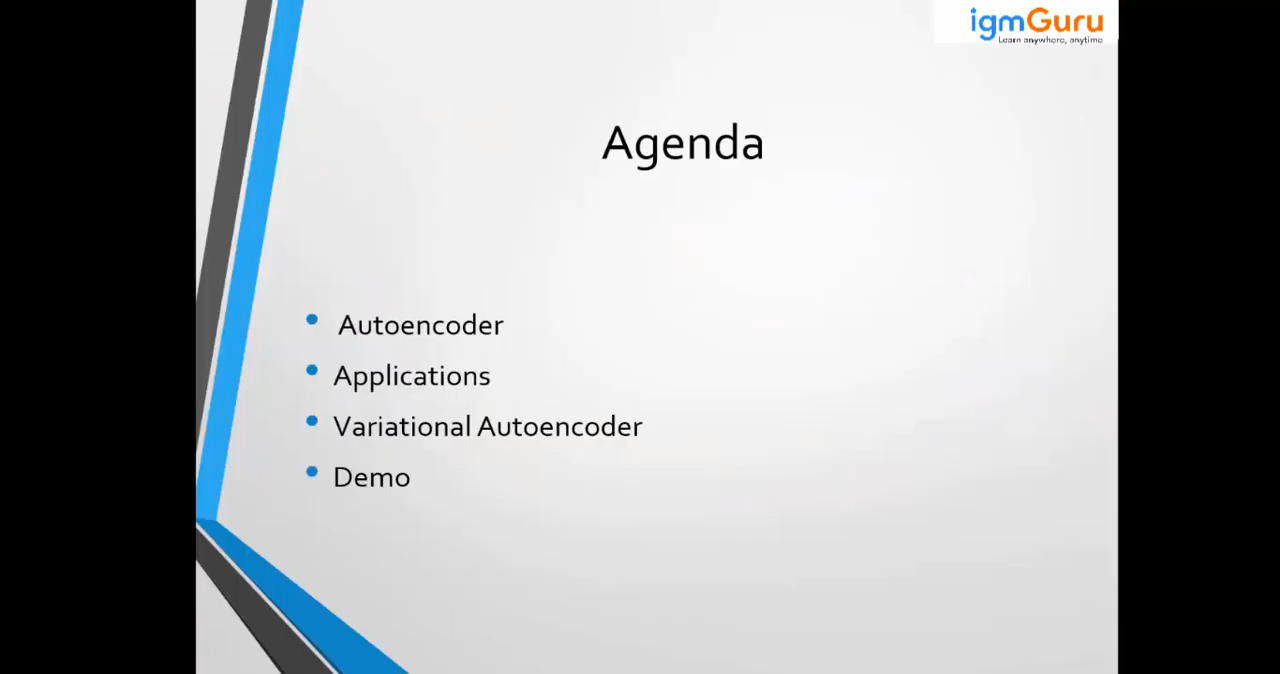 igmGuru
Learn anywhere, anytime
Agenda
Autoencoder
Applications
Variational Autoencoder
Demo